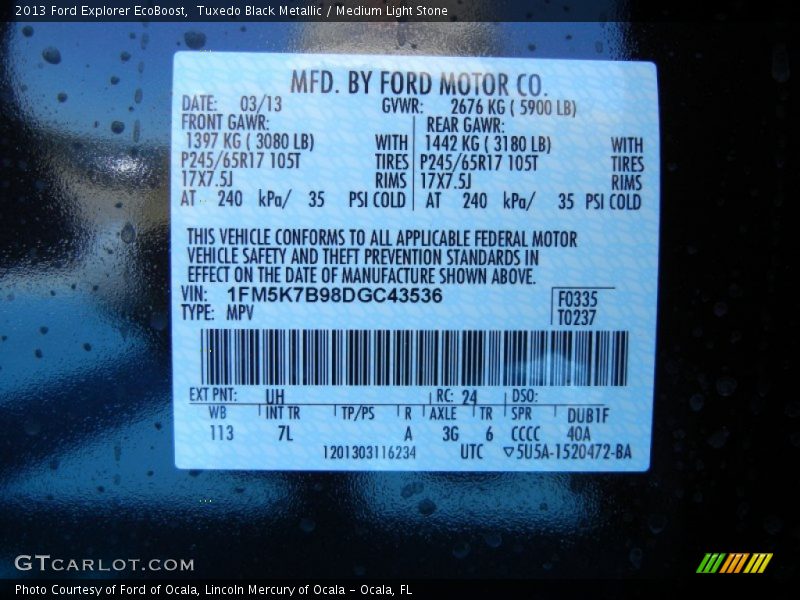 2013 Ford Explorer EcoBoost, Tuxedo Black Metallic / Medium Light Stone
MFD. BY FORD MOTOR CO.
DATE: 03/13 GVWR: 2676 KG ( 5900 LB)
FRONT GAWR: REAR GAWR:
1397 KG ( 3080 LB) WITH 1442 KG ( 3180 LB) WITH
P245/65R17 105T TIRES P245/65R17 105T TIRES
17X7.5J RIMS 17X7.5J RIMS
AT 240 kPa/ 35 PSI COLD AT 240 kPa/ 35 PSI COLD
THIS VEHICLE CONFORMS TO ALL APPLICABLE FEDERAL MOTOR
VEHICLE SAFETY AND THEFT PREVENTION STANDARDS IN
EFFECT ON THE DATE OF MANUFACTURE SHOWN ABOVE.
VIN: 1FM5K7B98DGC43536 F0335
TYPE: MPV T0237
EXT PNT: UH RC: 24 DSO:
WB INT TR TP/PS R AXLE TR SPR DUB1F
113 7L A 3G 6 CCCC 40A
1201303116234 UTC ▽5U5A-1520472-BA
GTCARLOT.COM
Photo Courtesy of Ford of Ocala, Lincoln Mercury of Ocala - Ocala, FL